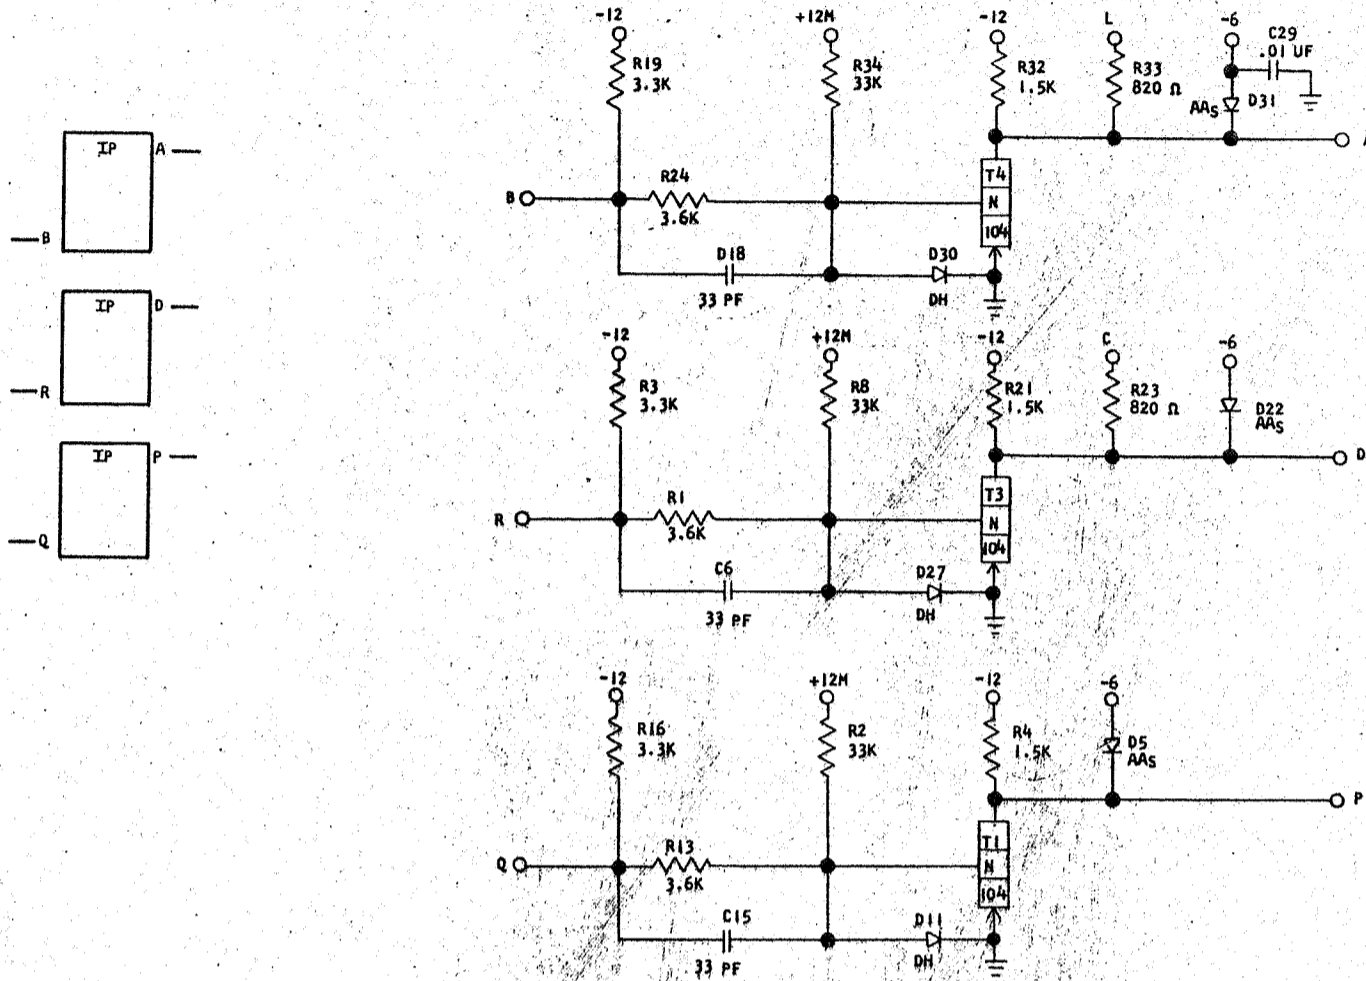 IP
A
B
IP
D
R
IP
P
Q
-12
+12M
-12
L
-6
C29
.01 UF
R19
3.3K
R34
33K
R32
1.5K
R33
820 Ω
AAS
D31
B
R24
3.6K
T4
N
104
D18
33 PF
D30
DH
-12
+12M
-12
C
-6
R3
3.3K
R8
33K
R21
1.5K
R23
820 Ω
D22
AAS
D
R
R1
3.6K
T3
N
104
C6
33 PF
D27
DH
-12
+12M
-12
-6
R16
3.3K
R2
33K
R4
1.5K
D5
AAS
P
Q
R13
3.6K
T1
N
104
C15
33 PF
D11
DH